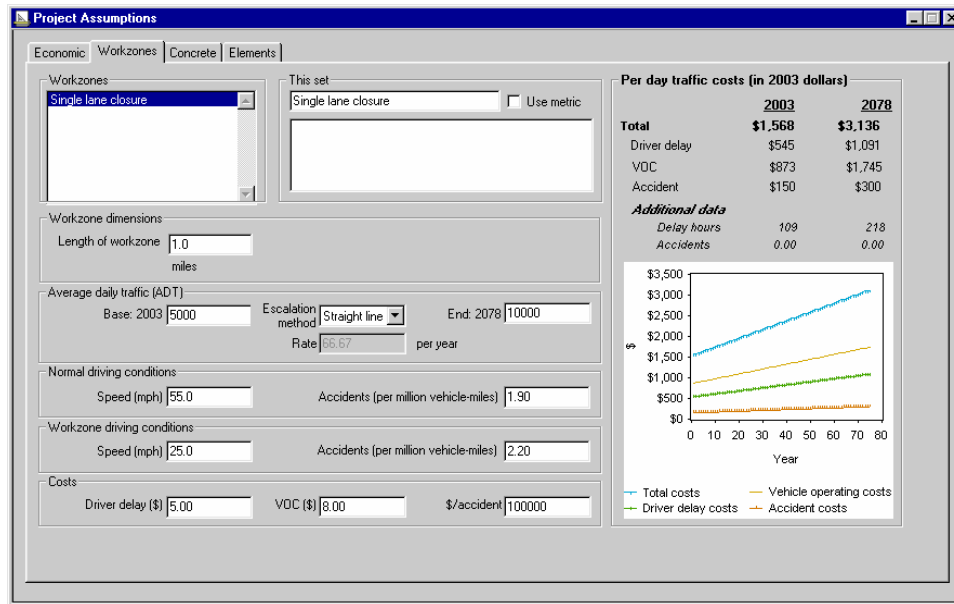 Project Assumptions
Economic Workzones Concrete Elements
Workzones
Single lane closure
This set
Single lane closure Use metric
Workzone dimensions
Length of workzone 1.0
miles
Average daily traffic (ADT)
Base: 2003 5000 Escalation method Straight line End: 2078 10000
Rate 66.67 per year
Normal driving conditions
Speed (mph) 55.0 Accidents (per million vehicle-miles) 1.90
Workzone driving conditions
Speed (mph) 25.0 Accidents (per million vehicle-miles) 2.20
Costs
Driver delay ($) 5.00 VOC ($) 8.00 $/accident 100000
Per day traffic costs (in 2003 dollars)
2003 2078
Total $1,568 $3,136
Driver delay $545 $1,091
VOC $873 $1,745
Accident $150 $300
Additional data
Delay hours 109 218
Accidents 0.00 0.00
$3,500
$3,000
$2,500
$2,000
$1,500
$1,000
$500
$0
$
0 10 20 30 40 50 60 70 80
Year
Total costs Vehicle operating costs
Driver delay costs Accident costs